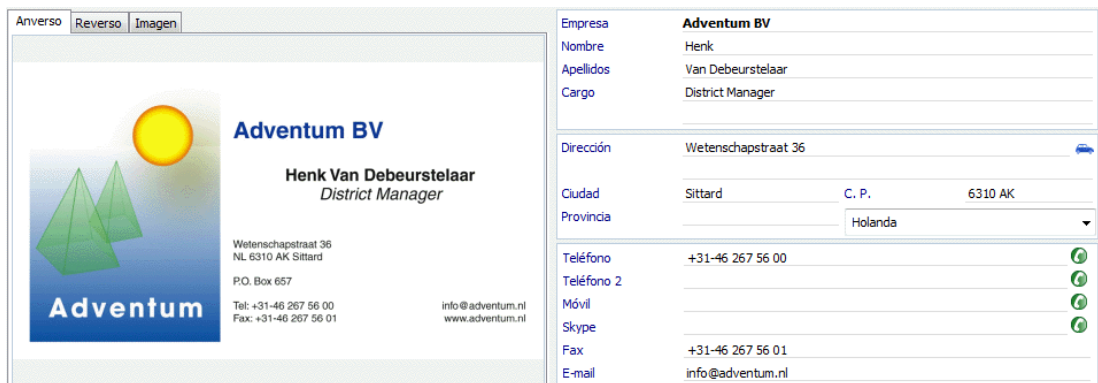 Anverso Reverso Imagen
Adventum BV
Henk Van Debeurstelaar
District Manager
Wetenschapstraat 36
NL 6310 AK Sittard
P.O. Box 657
Tel: +31-46 267 56 00 info@adventum.nl
Fax: +31-46 267 56 01 www.adventum.nl
Adventum
Empresa Adventum BV
Nombre Henk
Apellidos Van Debeurstelaar
Cargo District Manager
Dirección Wetenschapstraat 36
Ciudad Sittard C. P. 6310 AK
Provincia Holanda
Teléfono +31-46 267 56 00
Teléfono 2
Móvil
Skype
Fax +31-46 267 56 01
E-mail info@adventum.nl